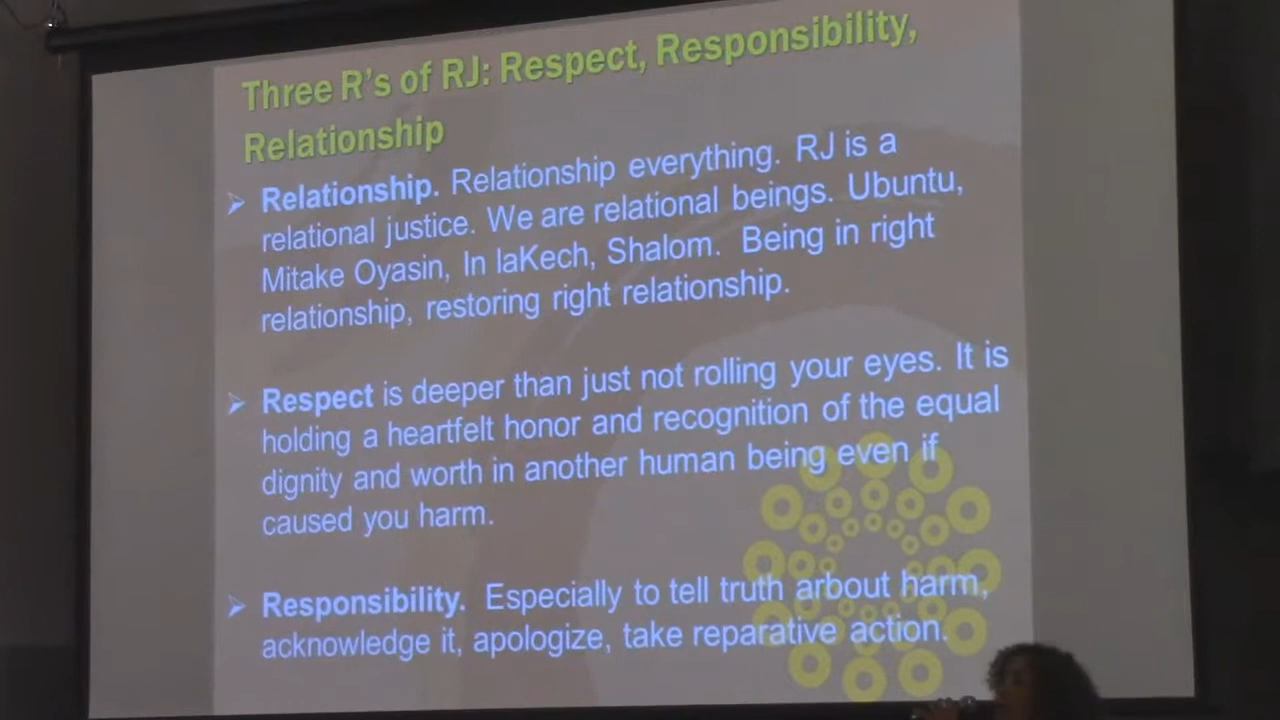 Three R's of RJ: Respect, Responsibility,
Relationship
➢ Relationship. Relationship everything. RJ is a
relational justice. We are relational beings. Ubuntu,
Mitake Oyasin, In laKech, Shalom. Being in right
relationship, restoring right relationship.
➢ Respect is deeper than just not rolling your eyes. It is
holding a heartfelt honor and recognition of the equal
dignity and worth in another human being even if
caused you harm.
➢ Responsibility. Especially to tell truth arbout harm,
acknowledge it, apologize, take reparative action.